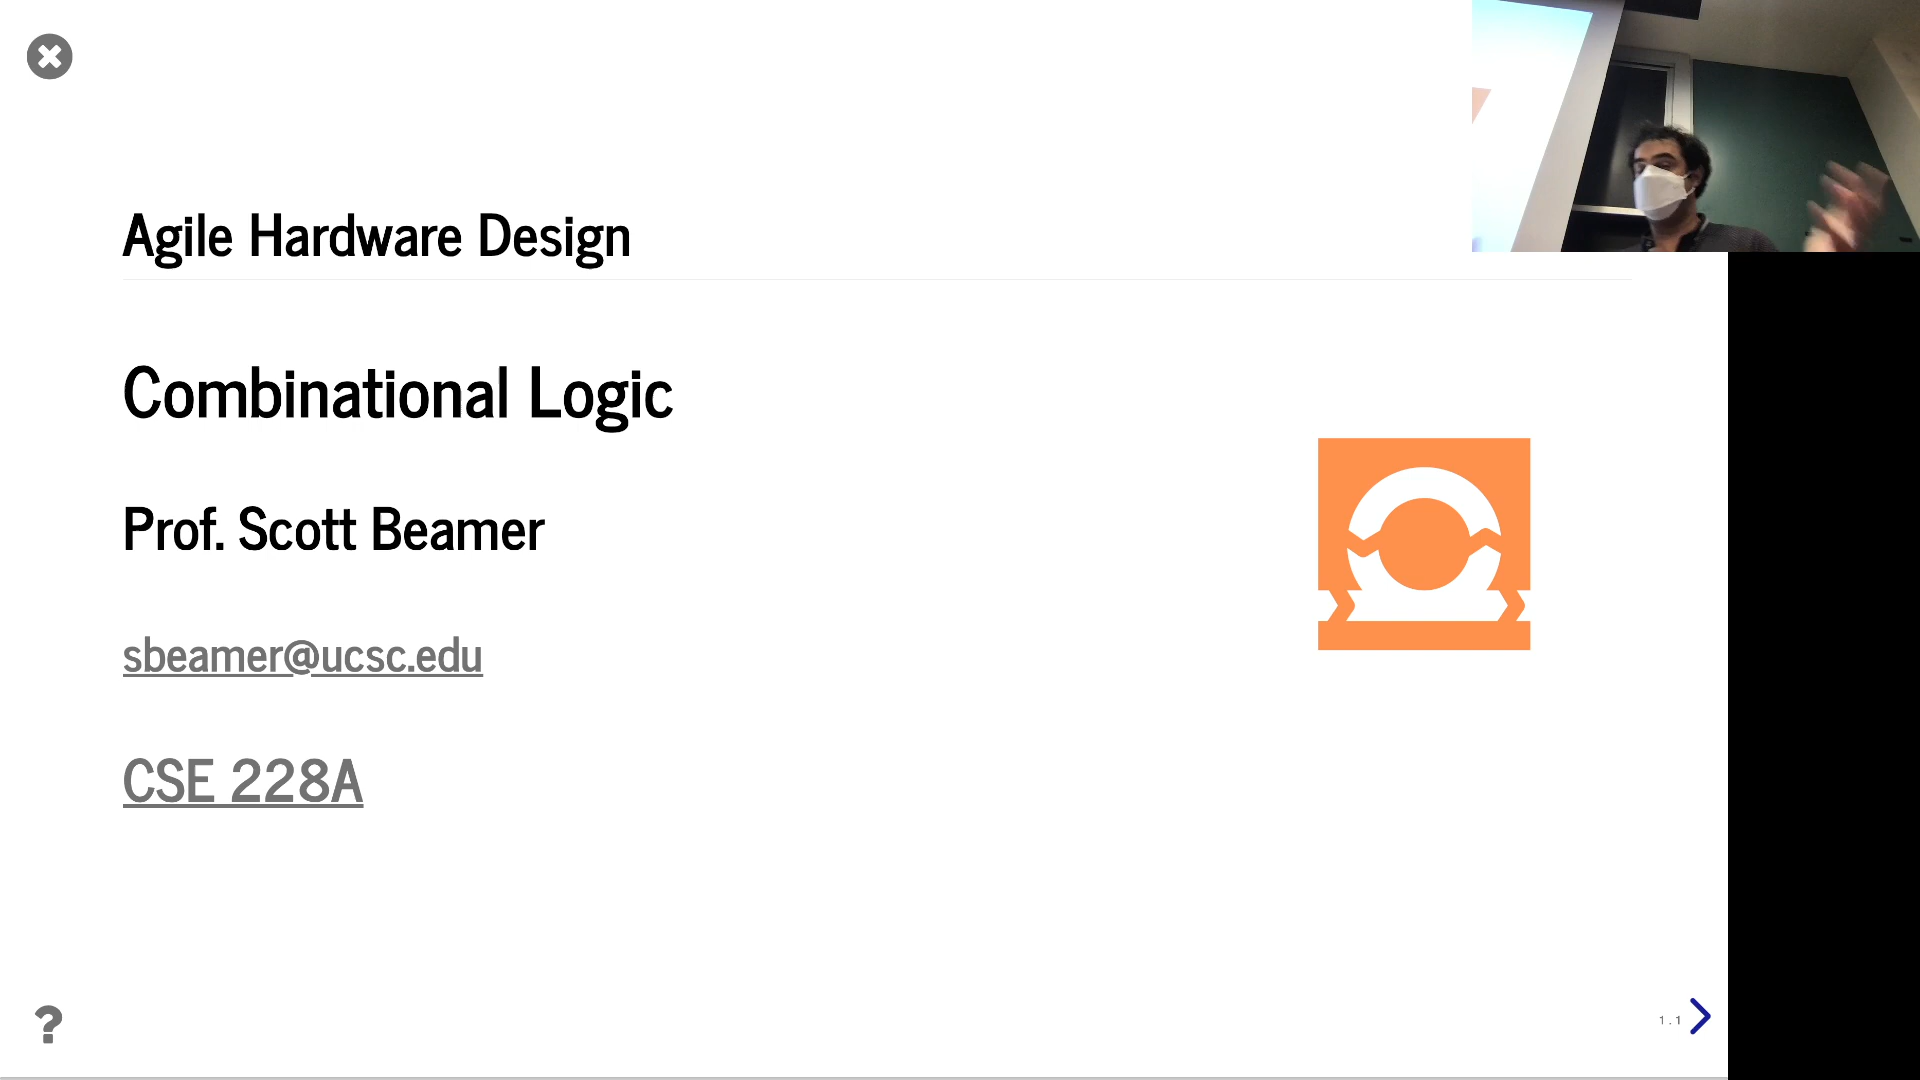 Agile Hardware Design
Combinational Logic
Prof. Scott Beamer
sbeamer@ucsc.edu
CSE 228A
?
1.1